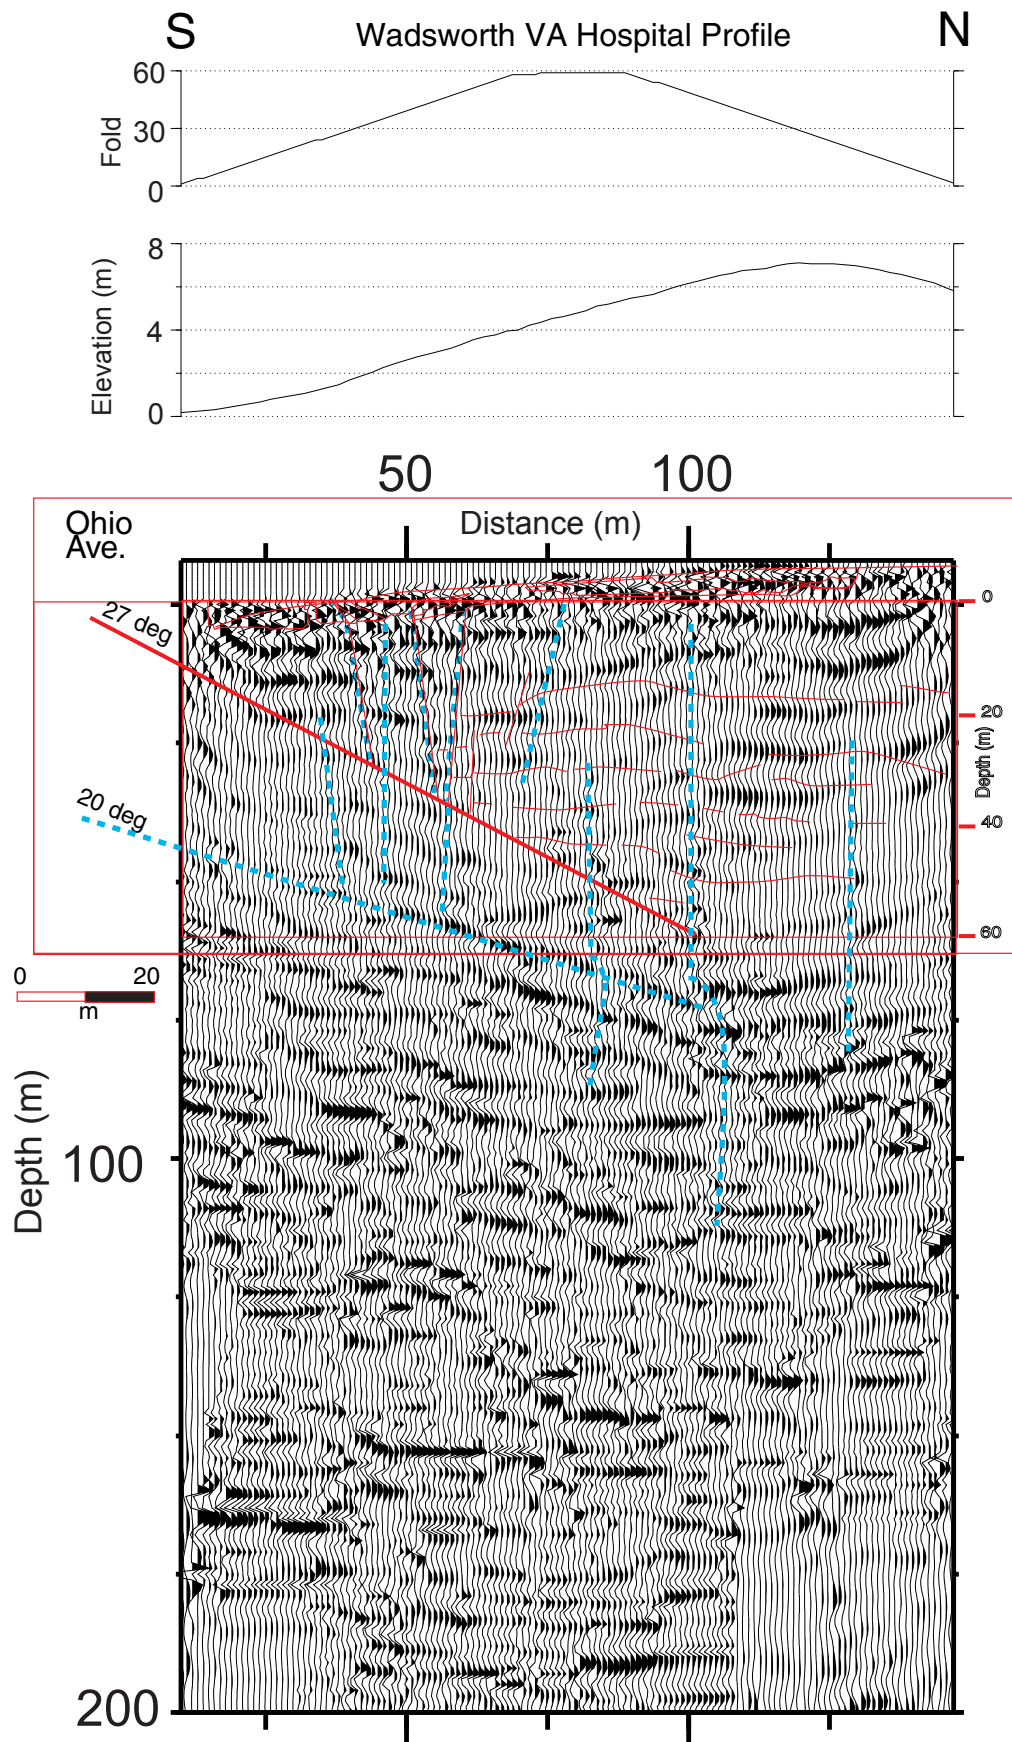 S Wadsworth VA Hospital Profile N
60
30
0
Fold
8
4
0
Elevation (m)
50 100
Ohio
Ave.
Distance (m)
27 deg
20 deg
0
20
40
60
Depth (m)
0 20
m
Depth (m)
100
200